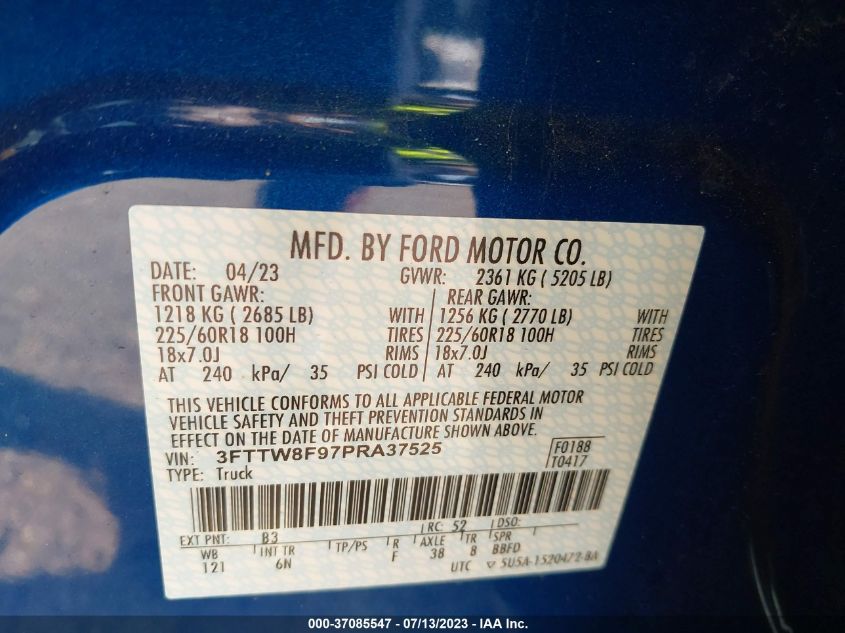 MFD. BY FORD MOTOR CO.
DATE: 04/23 GVWR: 2361 KG ( 5205 LB)
FRONT GAWR: REAR GAWR:
1218 KG ( 2685 LB) WITH 1256 KG ( 2770 LB) WITH
225/60R18 100H TIRES 225/60R18 100H TIRES
18x7.0J RIMS 18x7.0J RIMS
AT 240 kPa/ 35 PSI COLD AT 240 kPa/ 35 PSI COLD
THIS VEHICLE CONFORMS TO ALL APPLICABLE FEDERAL MOTOR
VEHICLE SAFETY AND THEFT PREVENTION STANDARDS IN
EFFECT ON THE DATE OF MANUFACTURE SHOWN ABOVE.
VIN: 3FTTW8F97PRA37525 F0188
TYPE: Truck T0417
EXT PNT: B3 RC: 52 DSO:
WB INT TR TP/PS R AXLE TR SPR
121 6N F 38 8 BBFD
UTC 5U5A-1520472-BA
000-37085547 - 07/13/2023 - IAA Inc.